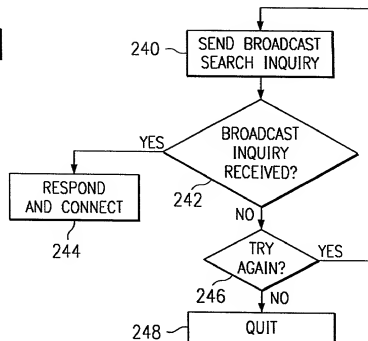 240
SEND BROADCAST
SEARCH INQUIRY
YES
BROADCAST
INQUIRY
RECEIVED?
242
RESPOND
AND CONNECT
244
NO
TRY
AGAIN?
YES
246
NO
248
QUIT